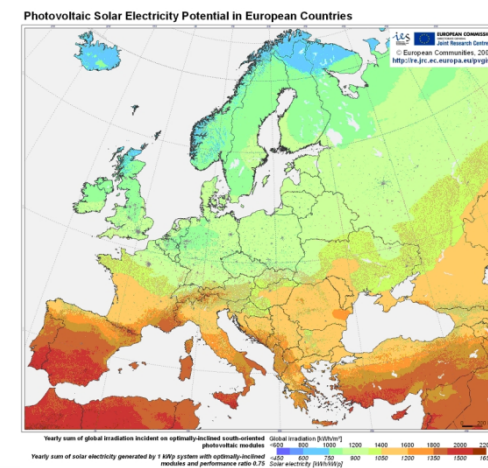 Photovoltaic Solar Electricity Potential in European Countries
EUROPEAN COMMISSI
Joint Research Centre
© European Communities, 200
http://re.jrc.ec.europa.eu/pvgi
Yearly sum of global irradiation incident on optimally-inclined south-oriented
photovoltaic modules
Global irradiation [kWh/m²]
<600 800 1000 1200 1400 1600 1800 2000 2200
Yearly sum of solar electricity generated by 1 kWp system with optimally-inclined
modules and performance ratio 0.75
<450 600 750 900 1050 1200 1350 1500 1650
Solar electricity [kWh/kWp]